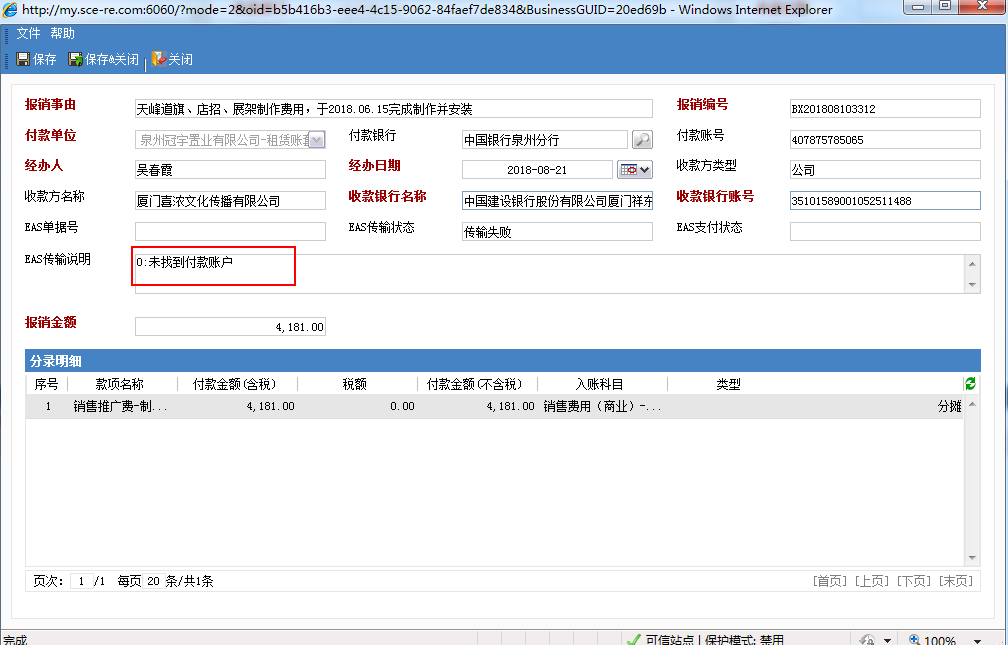 http://my.sce-re.com:6060/?mode=2&oid=b5b416b3-eee4-4c15-9062-84faef7de834&BusinessGUID=20ed69b - Windows Internet Explorer
文件 帮助
保存 保存&关闭 关闭
报销事由 天峰道旗、店招、展架制作费用，于2018.06.15完成制作并安装 报销编号 BX201808103312
付款单位 泉州冠宇置业有限公司-租赁账套 付款银行 中国银行泉州分行 付款账号 407875785065
经办人 吴春霞 经办日期 2018-08-21 收款方类型 公司
收款方名称 厦门喜浓文化传播有限公司 收款银行名称 中国建设银行股份有限公司厦门祥东 收款银行账号 35101589001052511488
EAS单据号 EAS传输状态 传输失败 EAS支付状态
EAS传输说明 0:未找到付款账户
报销金额 4,181.00
分录明细
序号 款项名称 付款金额(含税) 税额 付款金额(不含税) 入账科目 类型
1 销售推广费-制... 4,181.00 0.00 4,181.00 销售费用（商业）-... 分摊
页次: 1 /1 每页 20 条/共1条 [首页] [上页] [下页] [末页]
完成 可信站点 | 保护模式: 禁用 100%